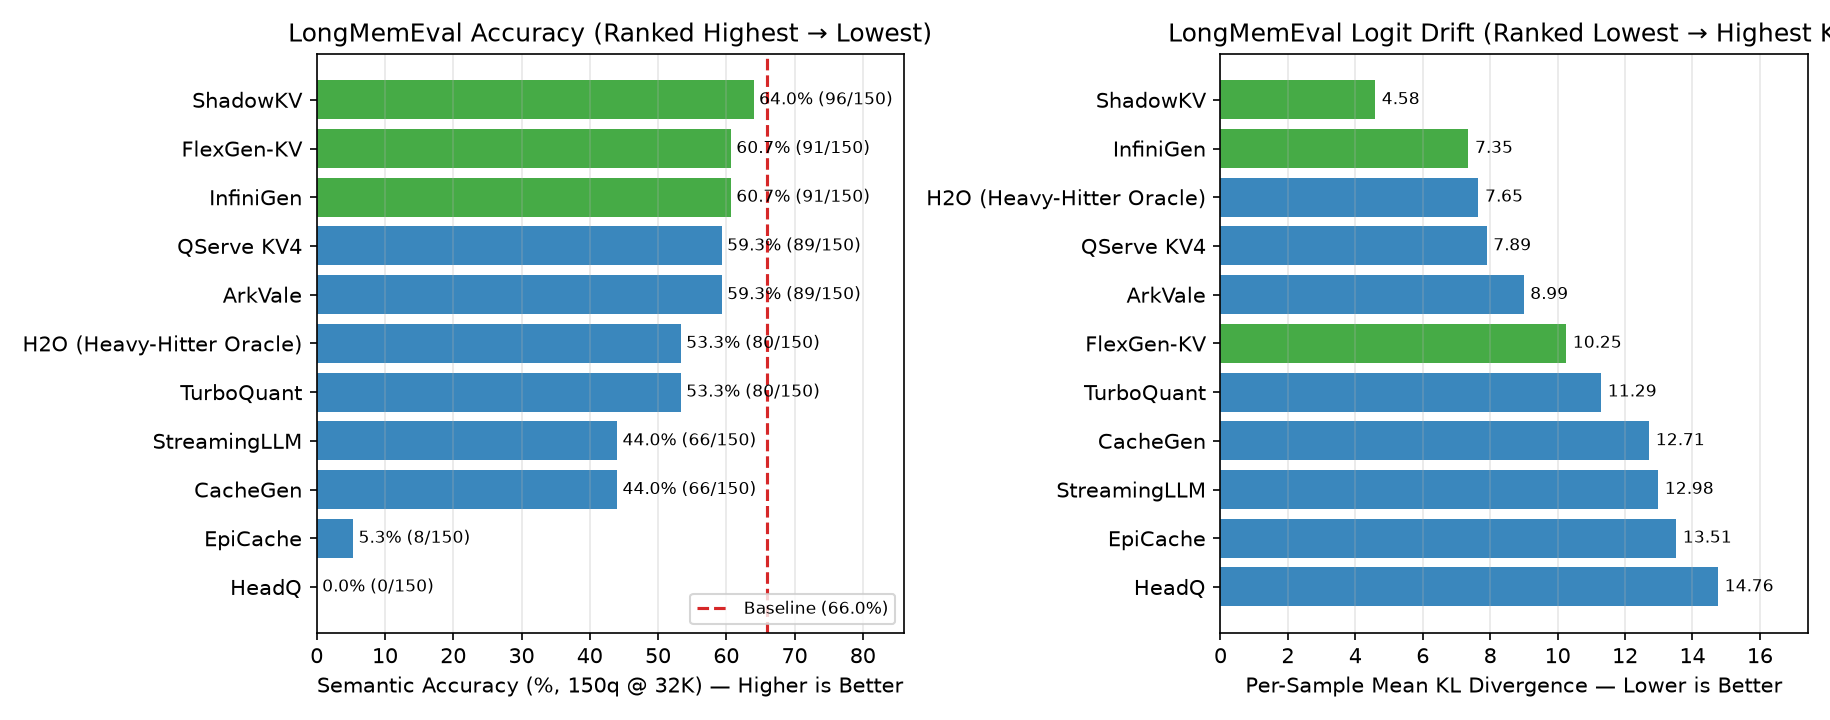 LongMemEval Accuracy (Ranked Highest → Lowest)
ShadowKV
64.0% (96/150)
FlexGen-KV
60.7% (91/150)
InfiniGen
60.7% (91/150)
QServe KV4
59.3% (89/150)
ArkVale
59.3% (89/150)
H2O (Heavy-Hitter Oracle)
53.3% (80/150)
TurboQuant
53.3% (80/150)
StreamingLLM
44.0% (66/150)
CacheGen
44.0% (66/150)
EpiCache
5.3% (8/150)
HeadQ
0.0% (0/150)
Baseline (66.0%)
0 10 20 30 40 50 60 70 80
Semantic Accuracy (%, 150q @ 32K) — Higher is Better
LongMemEval Logit Drift (Ranked Lowest → Highest K
ShadowKV
4.58
InfiniGen
7.35
H2O (Heavy-Hitter Oracle)
7.65
QServe KV4
7.89
ArkVale
8.99
FlexGen-KV
10.25
TurboQuant
11.29
CacheGen
12.71
StreamingLLM
12.98
EpiCache
13.51
HeadQ
14.76
0 2 4 6 8 10 12 14 16
Per-Sample Mean KL Divergence — Lower is Better